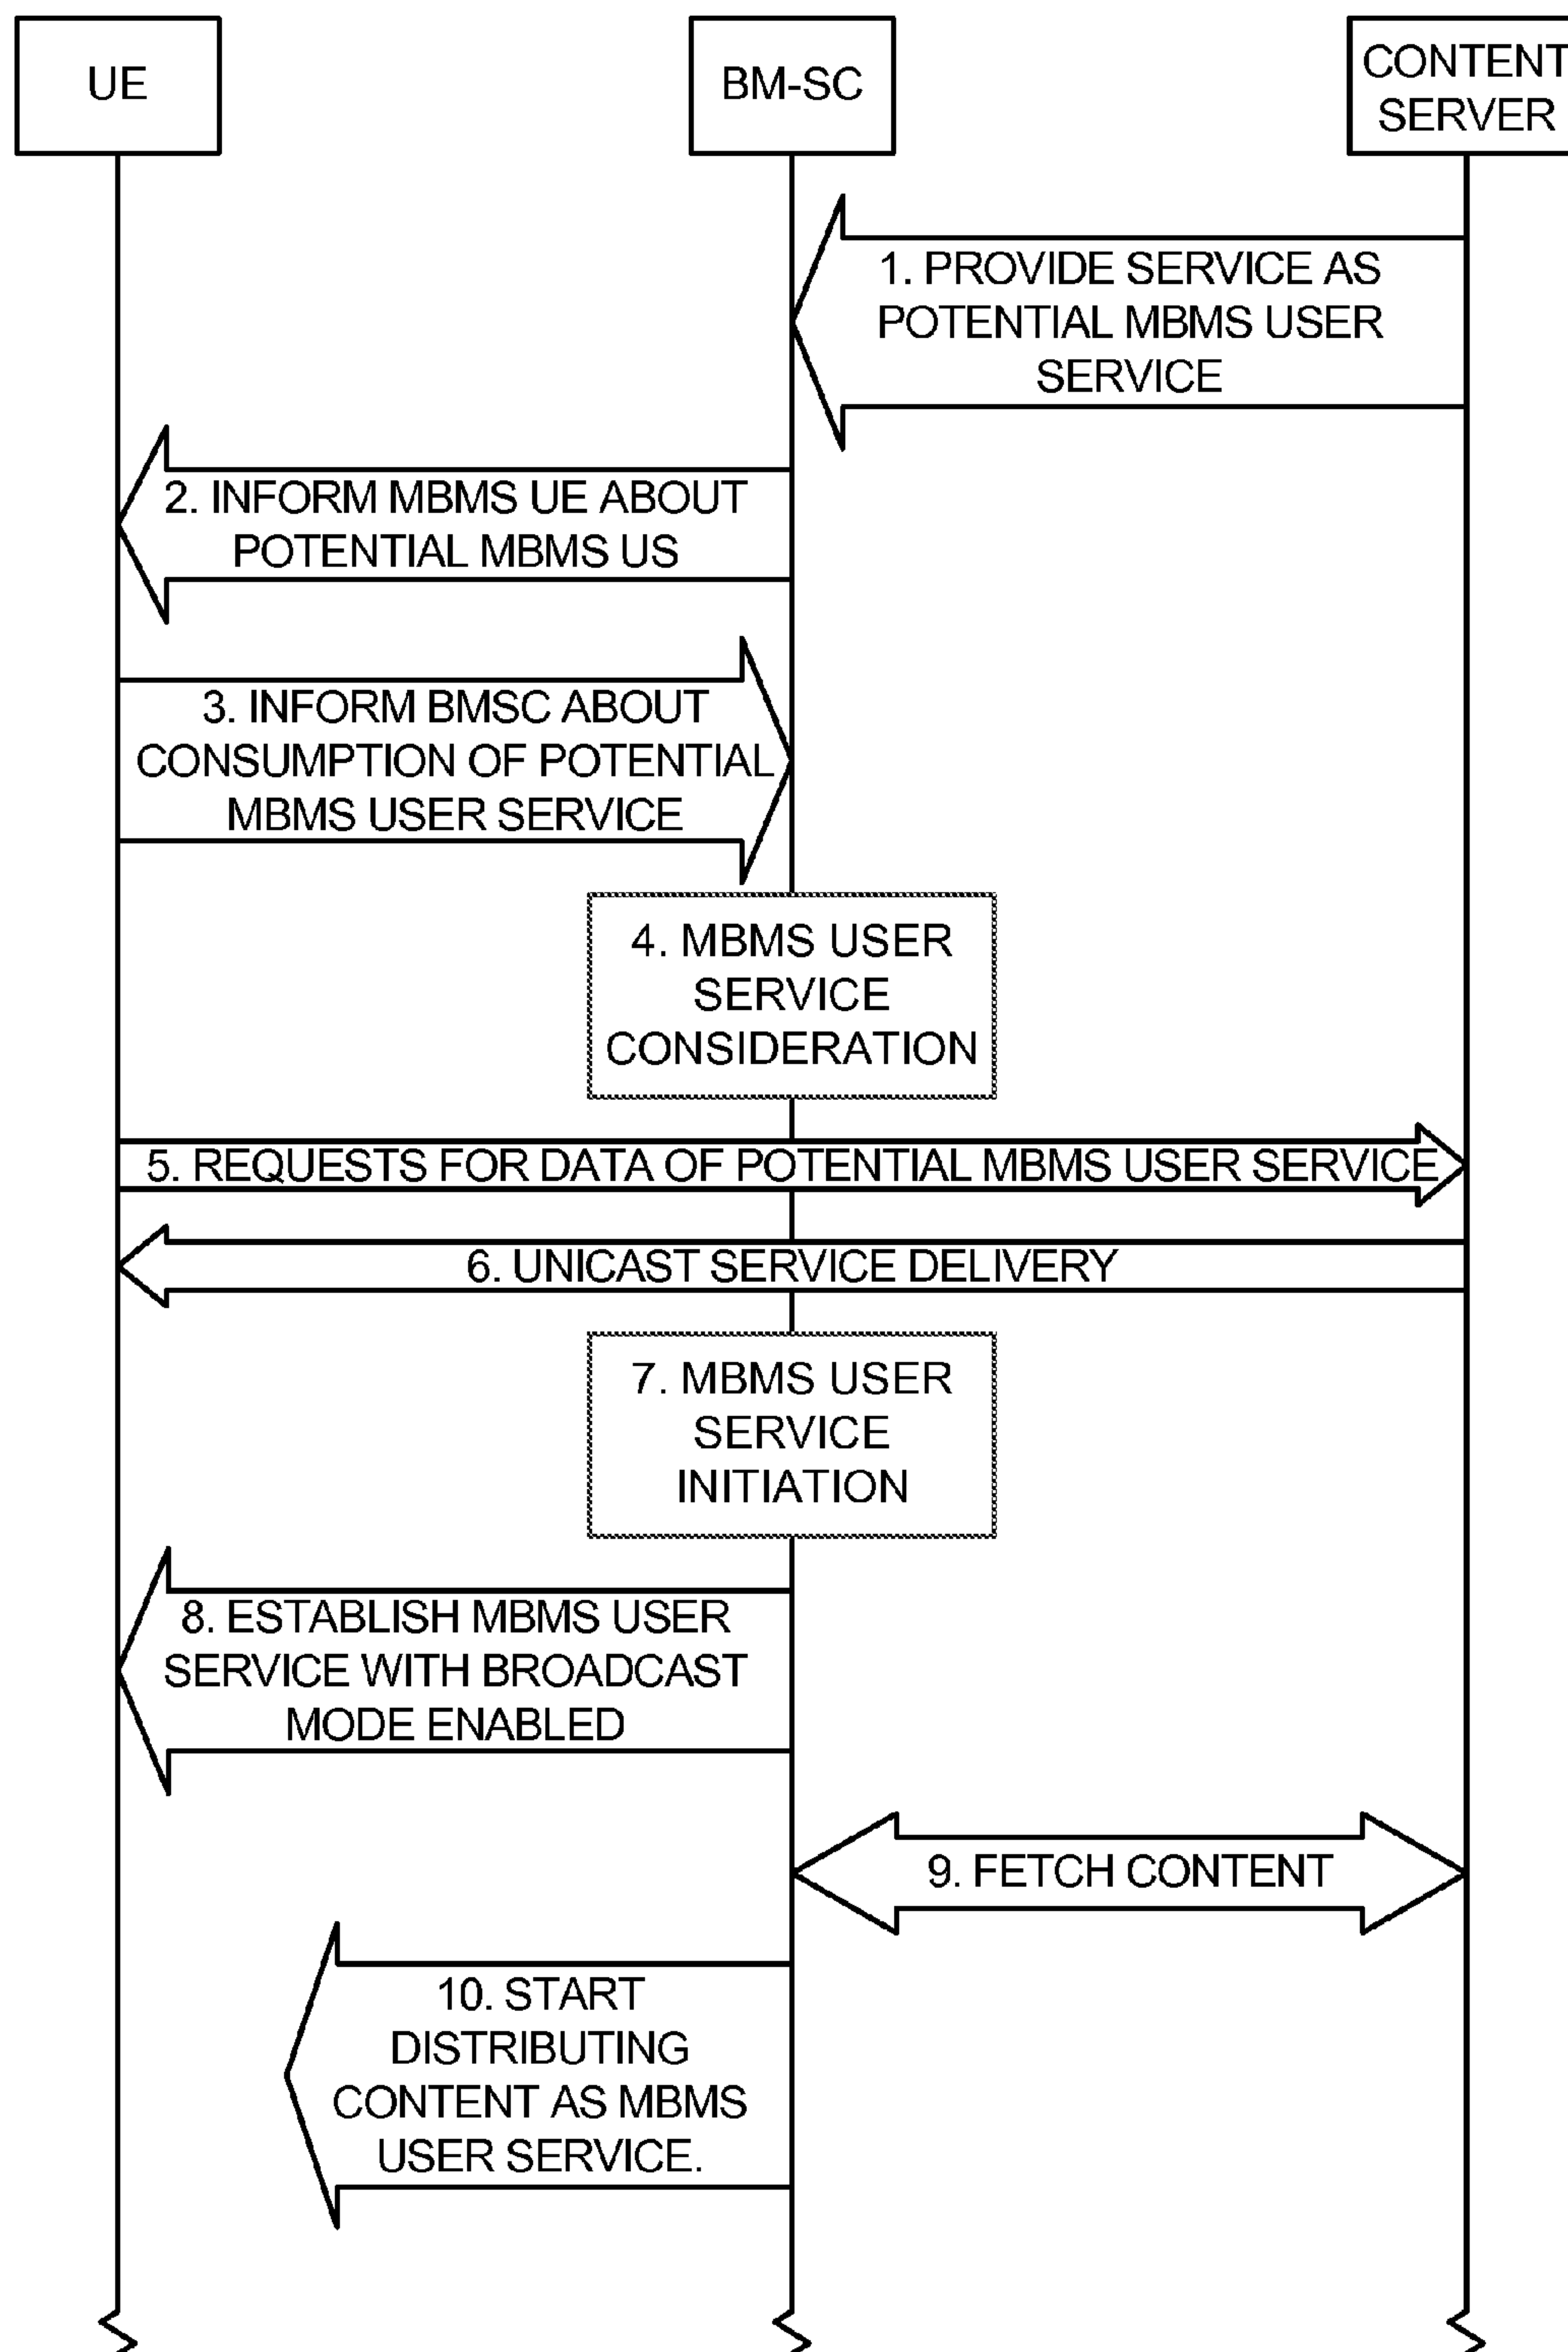 UE
BM-SC
CONTENT
SERVER
1. PROVIDE SERVICE AS
POTENTIAL MBMS USER
SERVICE
2. INFORM MBMS UE ABOUT
POTENTIAL MBMS US
3. INFORM BMSC ABOUT
CONSUMPTION OF POTENTIAL
MBMS USER SERVICE
4. MBMS USER
SERVICE
CONSIDERATION
5. REQUESTS FOR DATA OF POTENTIAL MBMS USER SERVICE
6. UNICAST SERVICE DELIVERY
7. MBMS USER
SERVICE
INITIATION
8. ESTABLISH MBMS USER
SERVICE WITH BROADCAST
MODE ENABLED
9. FETCH CONTENT
10. START
DISTRIBUTING
CONTENT AS MBMS
USER SERVICE.